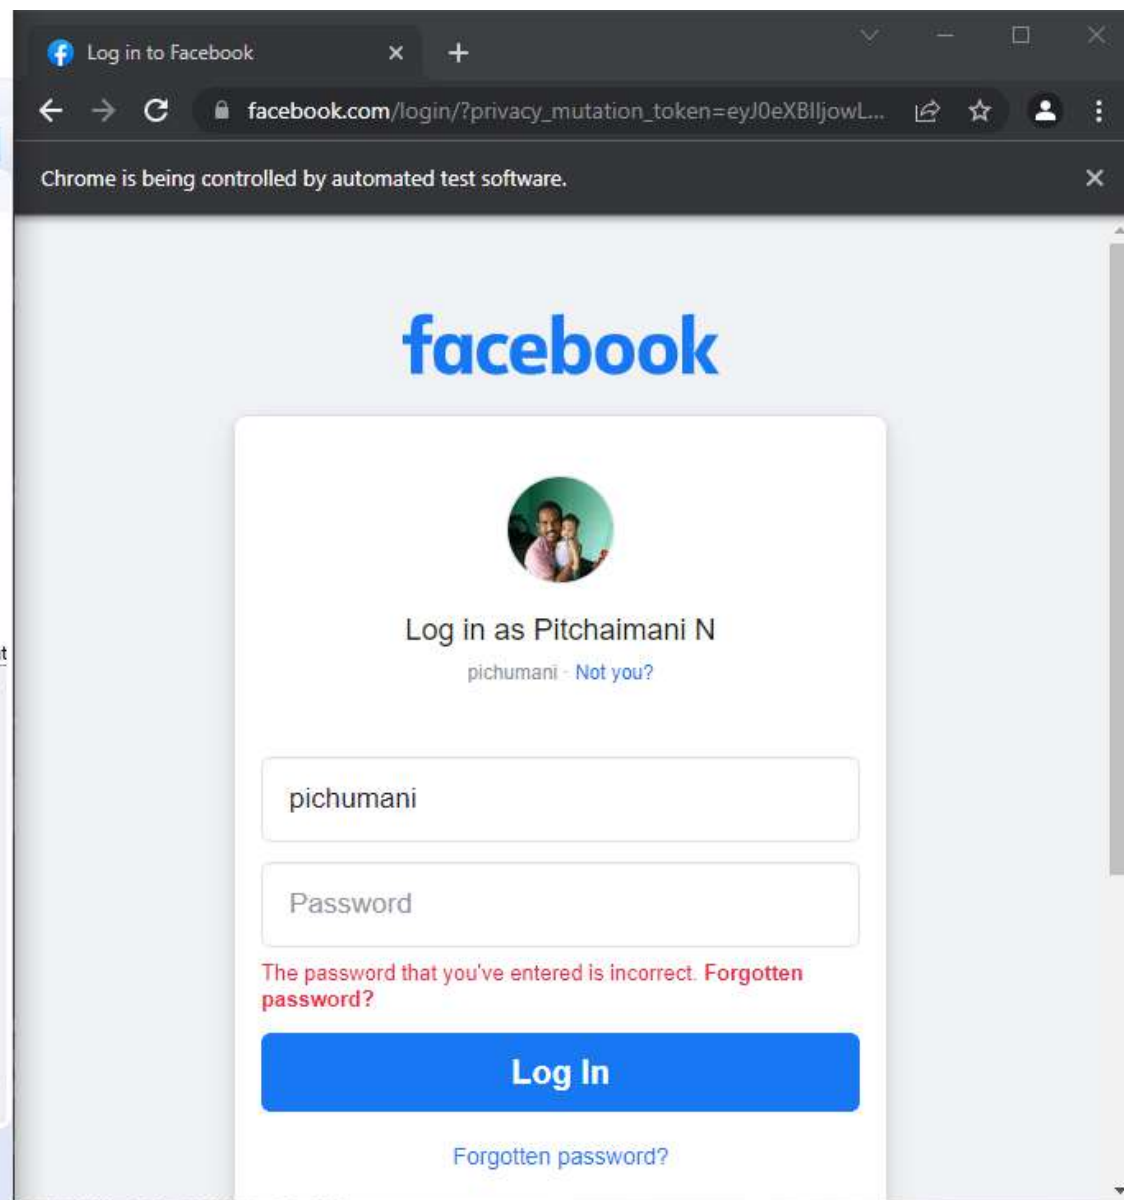 Log in to Facebook
facebook.com/login/?privacy_mutation_token=eyJ0eXBlIjowL...
Chrome is being controlled by automated test software.
facebook
Log in as Pitchaimani N
pichumani · Not you?
pichumani
Password
The password that you've entered is incorrect. Forgotten
password?
Log In
Forgotten password?